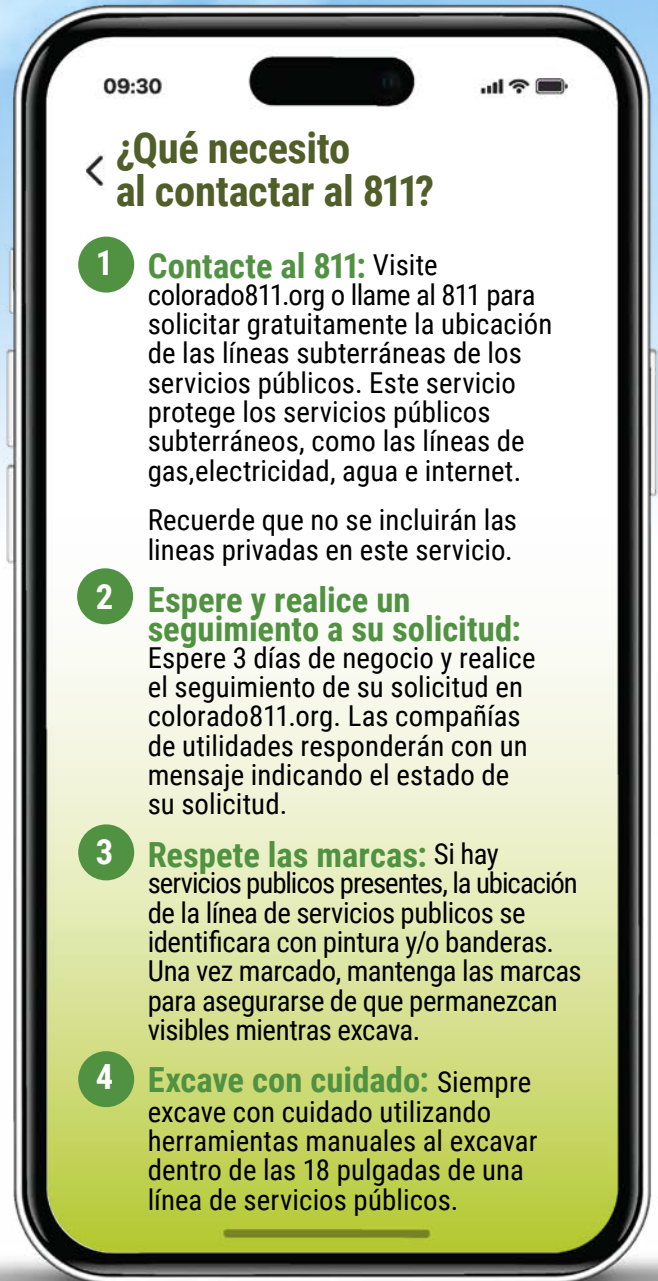 09:30
¿Qué necesito
al contactar al 811?
1 Contacte al 811: Visite
colorado811.org o llame al 811 para
solicitar gratuitamente la ubicación
de las líneas subterráneas de los
servicios públicos. Este servicio
protege los servicios públicos
subterráneos, como las líneas de
gas,electricidad, agua e internet.
Recuerde que no se incluirán las
lineas privadas en este servicio.
2 Espere y realice un
seguimiento a su solicitud:
Espere 3 días de negocio y realice
el seguimiento de su solicitud en
colorado811.org. Las compañías
de utilidades responderán con un
mensaje indicando el estado de
su solicitud.
3 Respete las marcas: Si hay
servicios publicos presentes, la ubicación
de la línea de servicios publicos se
identificara con pintura y/o banderas.
Una vez marcado, mantenga las marcas
para asegurarse de que permanezcan
visibles mientras excava.
4 Excave con cuidado: Siempre
excave con cuidado utilizando
herramientas manuales al excavar
dentro de las 18 pulgadas de una
línea de servicios públicos.